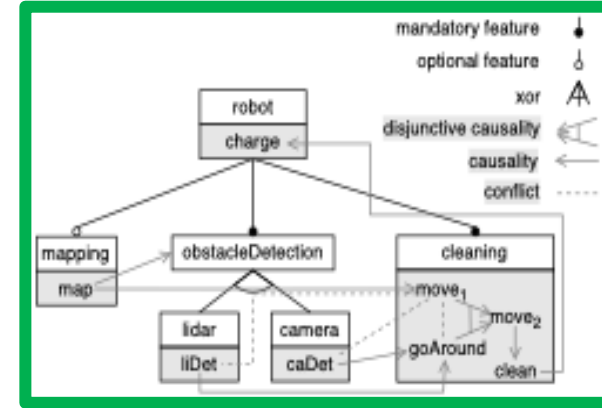 mandatory feature
optional feature
xor
disjunctive causality
causality
conflict
robot
charge
mapping
map
obstacleDetection
lidar
liDet
camera
caDet
cleaning
move₁
move₂
goAround
clean